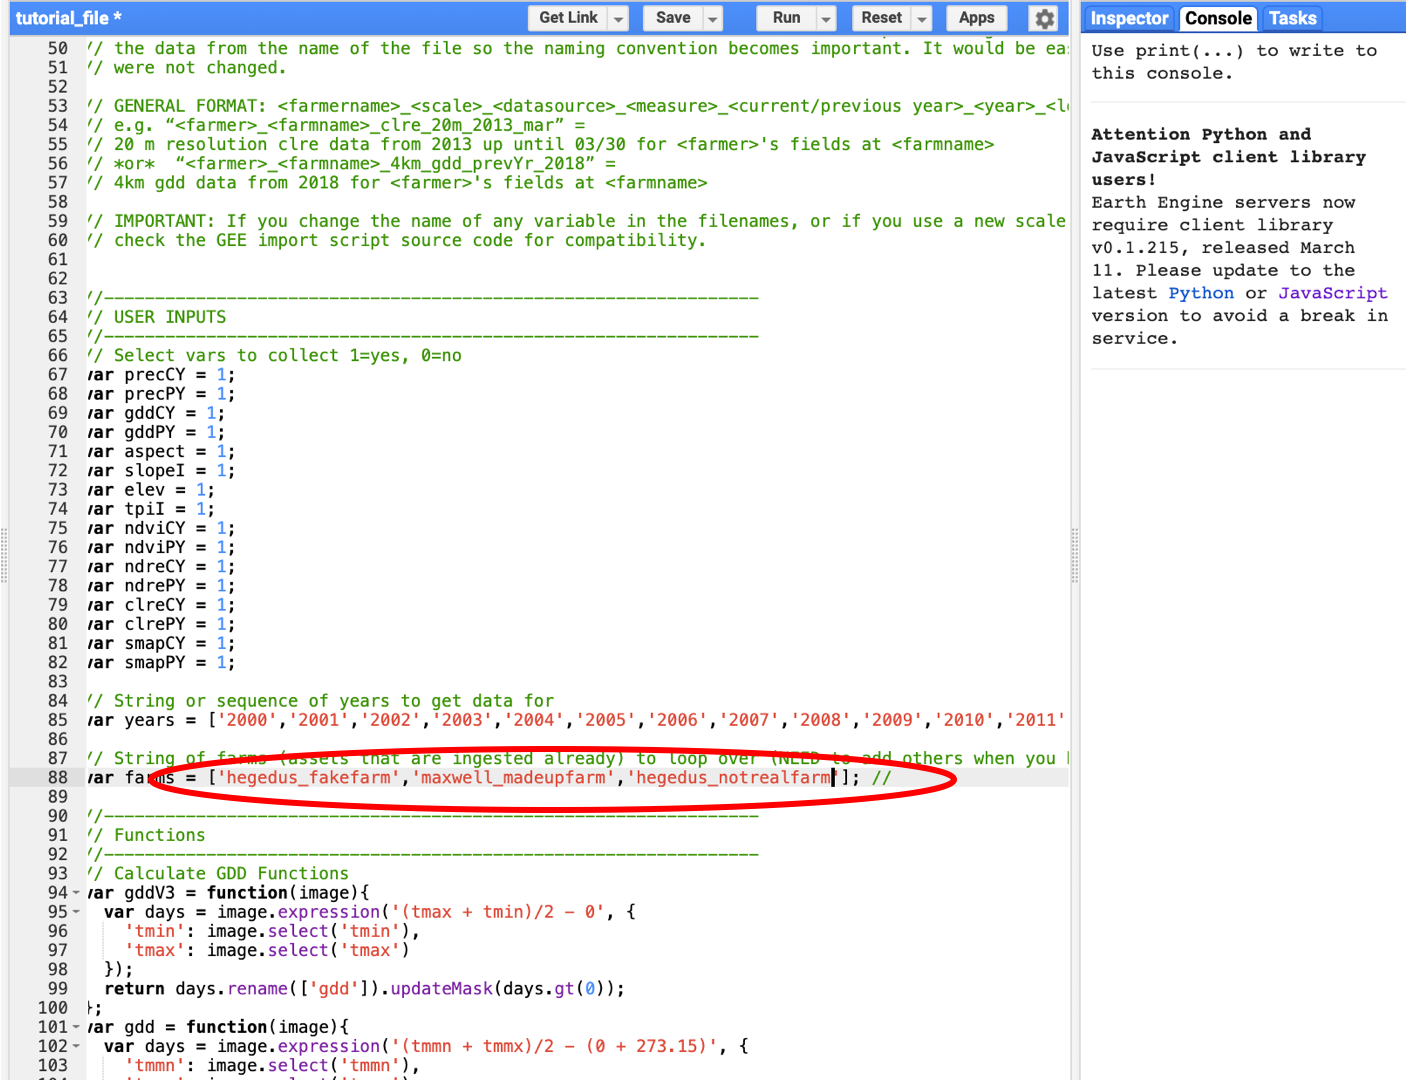 tutorial_file *
Get Link
Save
Run
Reset
Apps
50 // the data from the name of the file so the naming convention becomes important. It would be ea
51 // were not changed.
52
53 // GENERAL FORMAT: <farmername>_<scale>_<datasource>_<measure>_<current/previous year>_<year>_<l
54 // e.g. “<farmer>_<farmname>_clre_20m_2013_mar” =
55 // 20 m resolution clre data from 2013 up until 03/30 for <farmer>'s fields at <farmname>
56 // *or*  “<farmer>_<farmname>_4km_gdd_prevYr_2018” =
57 // 4km gdd data from 2018 for <farmer>'s fields at <farmname>
58
59 // IMPORTANT: If you change the name of any variable in the filenames, or if you use a new scale
60 // check the GEE import script source code for compatibility.
61
62
63 //----------------------------------------------------------------
64 // USER INPUTS
65 //----------------------------------------------------------------
66 // Select vars to collect 1=yes, 0=no
67 var precCY = 1;
68 var precPY = 1;
69 var gddCY = 1;
70 var gddPY = 1;
71 var aspect = 1;
72 var slopeI = 1;
73 var elev = 1;
74 var tpiI = 1;
75 var ndviCY = 1;
76 var ndviPY = 1;
77 var ndreCY = 1;
78 var ndrePY = 1;
79 var clreCY = 1;
80 var clrePY = 1;
81 var smapCY = 1;
82 var smapPY = 1;
83
84 // String or sequence of years to get data for
85 var years = ['2000','2001','2002','2003','2004','2005','2006','2007','2008','2009','2010','2011'
86
87 // String of farms (assets that are ingested already) to loop over (NEED to add others when you
88 var farms = ['hegedus_fakefarm','maxwell_madeupfarm','hegedus_notrealfarm']; //
89
90 //----------------------------------------------------------------
91 // Functions
92 //----------------------------------------------------------------
93 // Calculate GDD Functions
94 var gddV3 = function(image){
95 var days = image.expression('(tmax + tmin)/2 - 0', {
96 'tmin': image.select('tmin'),
97 'tmax': image.select('tmax')
98 });
99 return days.rename(['gdd']).updateMask(days.gt(0));
100 };
101 var gdd = function(image){
102 var days = image.expression('(tmmn + tmmx)/2 - (0 + 273.15)', {
103 'tmmn': image.select('tmmn'),
Inspector
Console
Tasks
Use print(...) to write to
this console.
Attention Python and
JavaScript client library
users!
Earth Engine servers now
require client library
v0.1.215, released March
11. Please update to the
latest Python or JavaScript
version to avoid a break in
service.